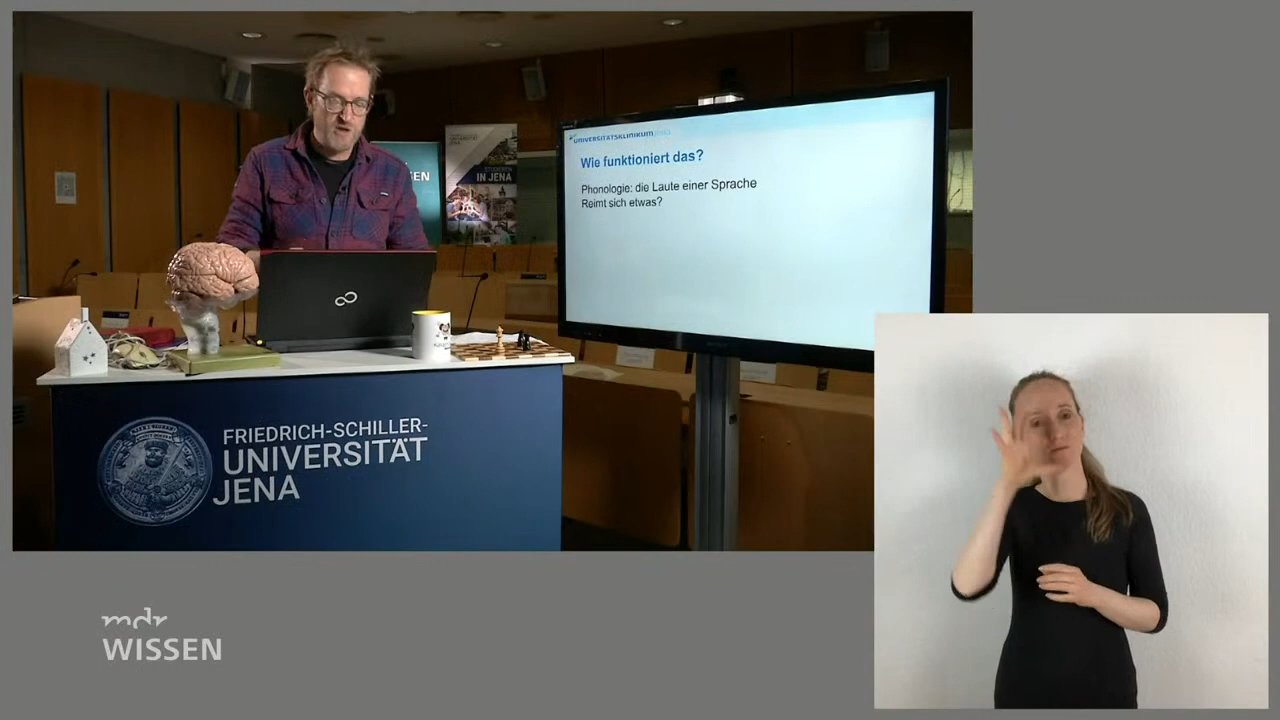 UNIVERSITÄTSKLINIKUM
Wie funktioniert das?
Phonologie: die Laute einer Sprache
Reimt sich etwas?
STUDIEREN
IN JENA
FRIEDRICH-SCHILLER-
UNIVERSITÄT
JENA
mdr
WISSEN